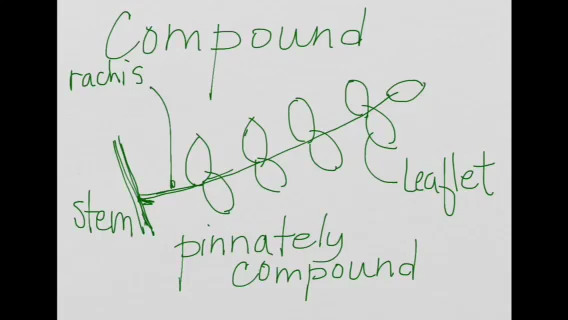 Compound
rachis
leaflet
stem
pinnately
compound